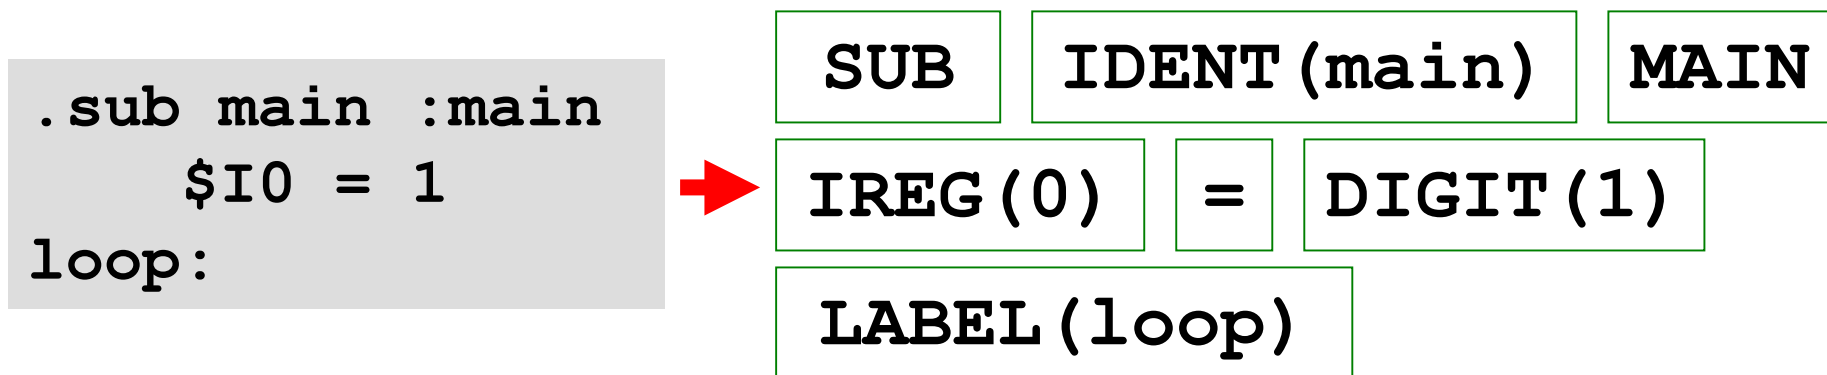 .sub main :main
$I0 = 1
loop:
SUB IDENT(main) MAIN
IREG(0) = DIGIT(1)
LABEL(loop)